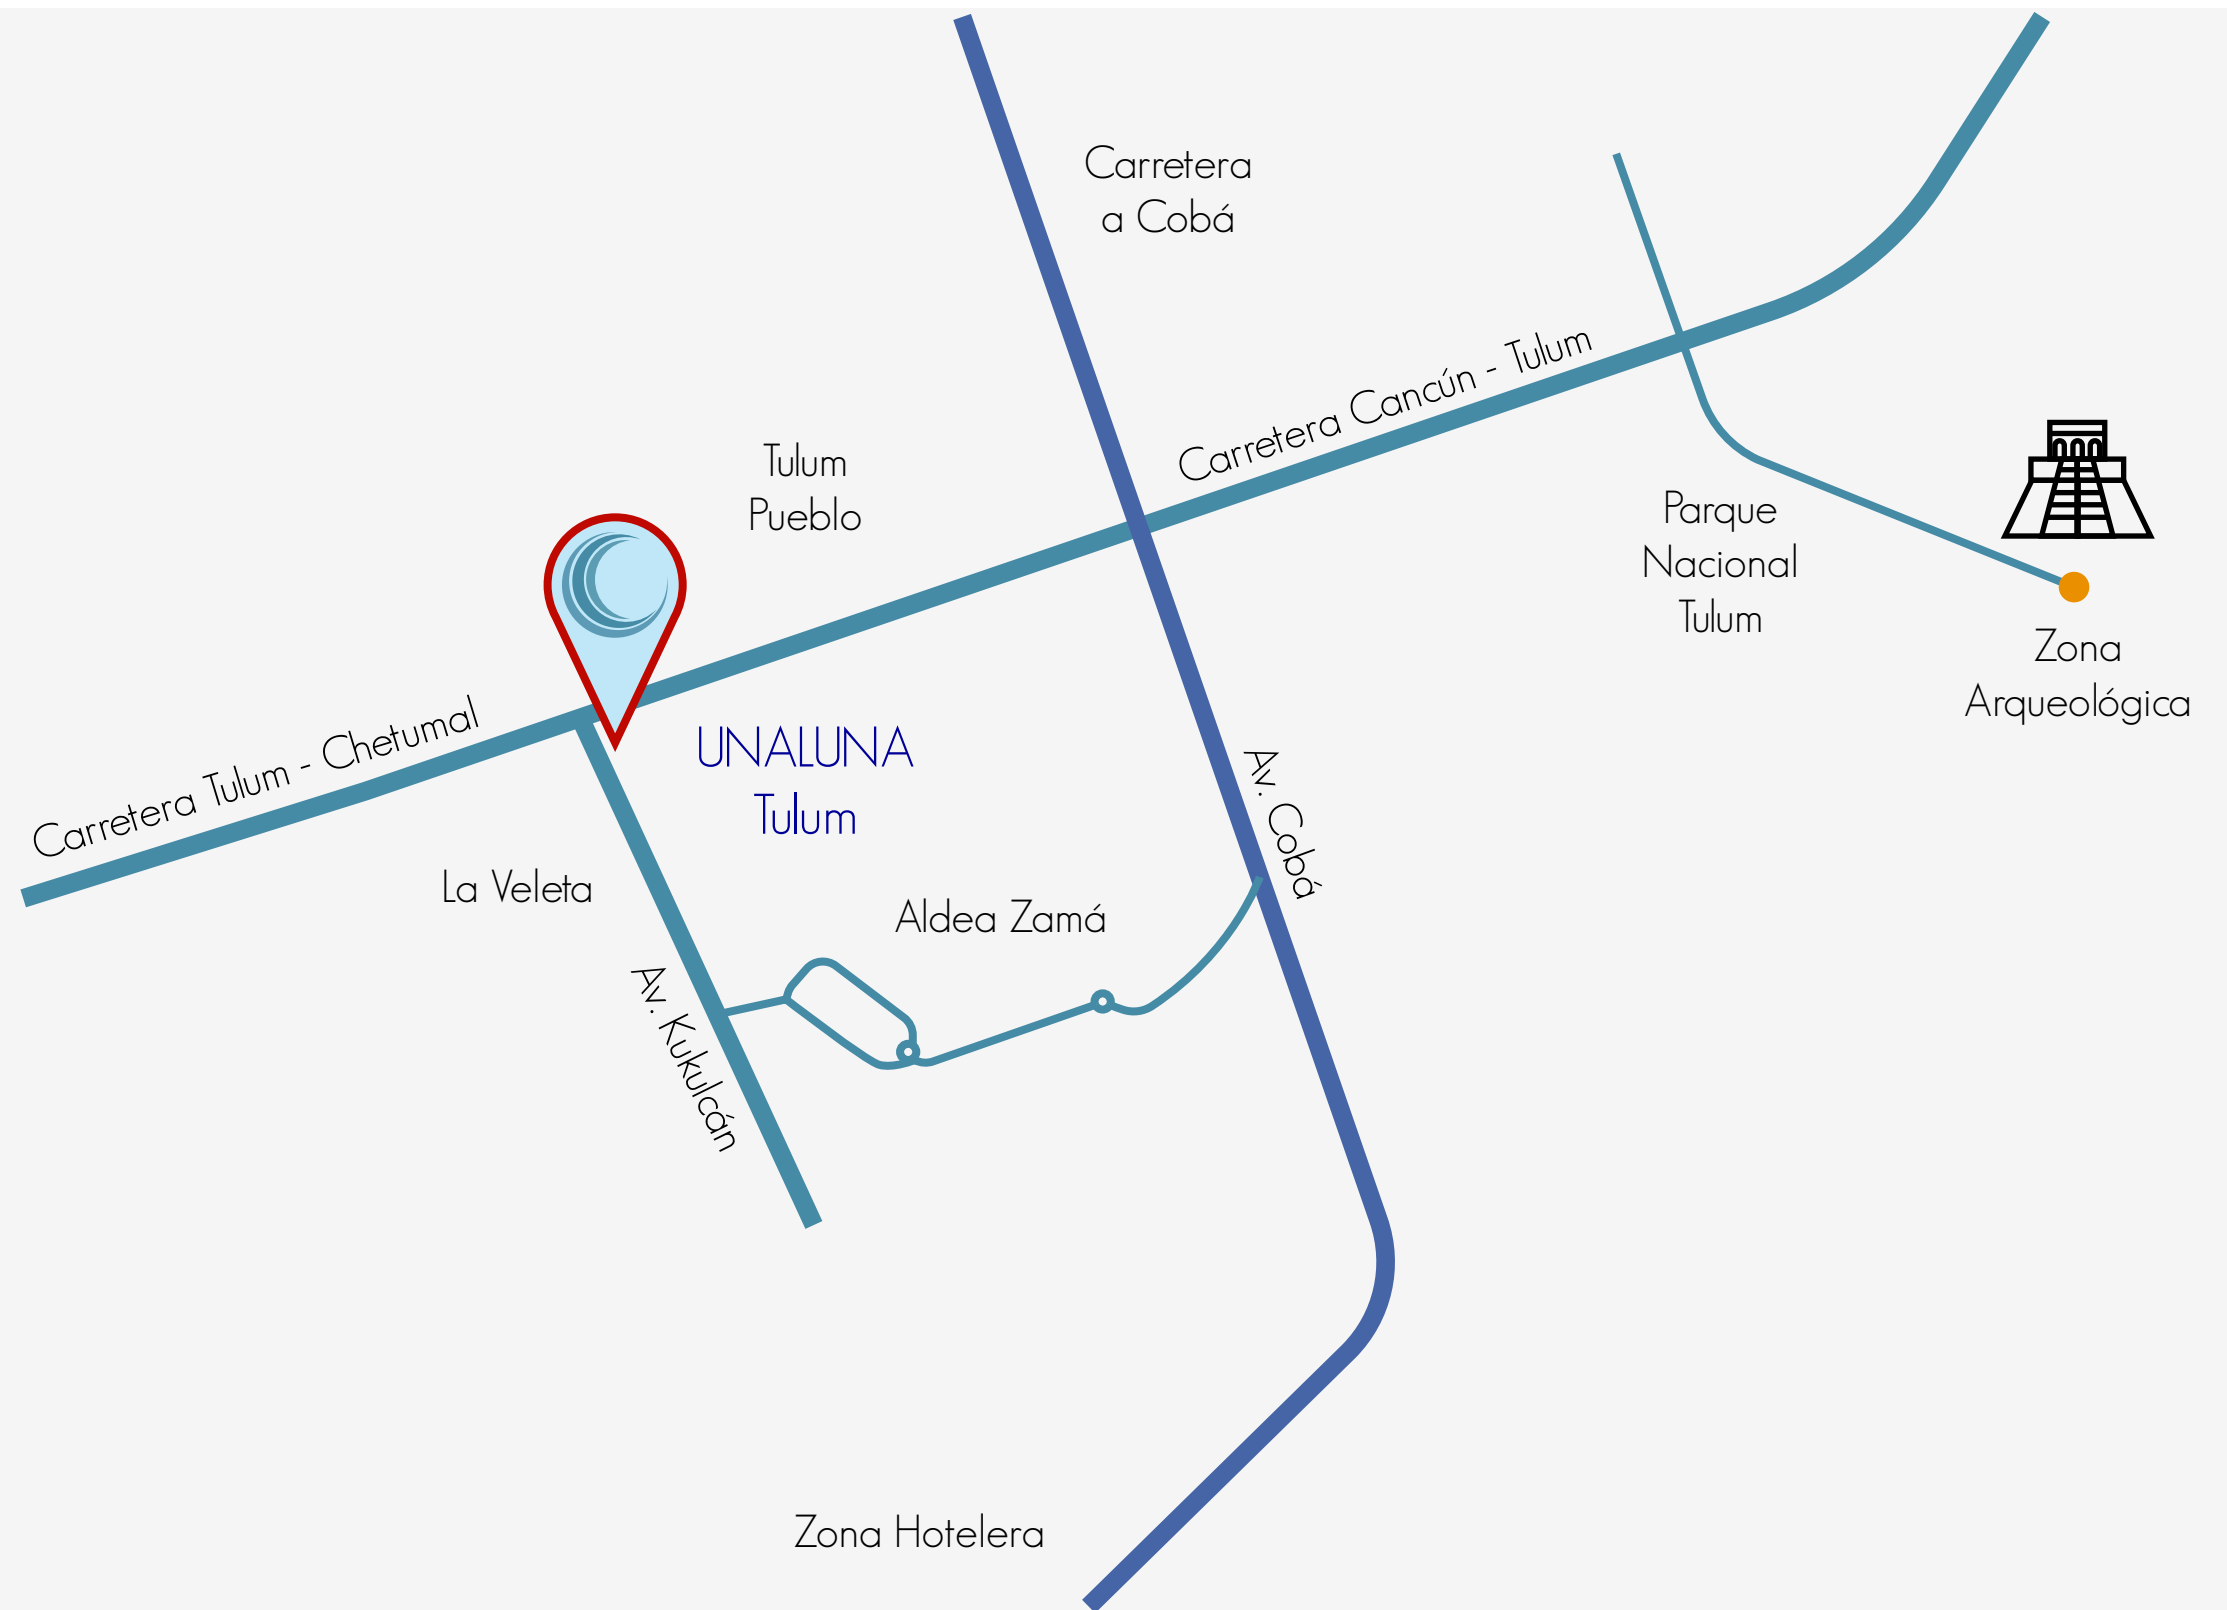 Carretera
a Cobá
Carretera Cancún - Tulum
Tulum
Pueblo
Parque
Nacional
Tulum
Zona
Arqueológica
Carretera Tulum - Chetumal
UNALUNA
Tulum
Av. Cobá
La Veleta
Aldea Zamá
Av. Kukulcán
Zona Hotelera